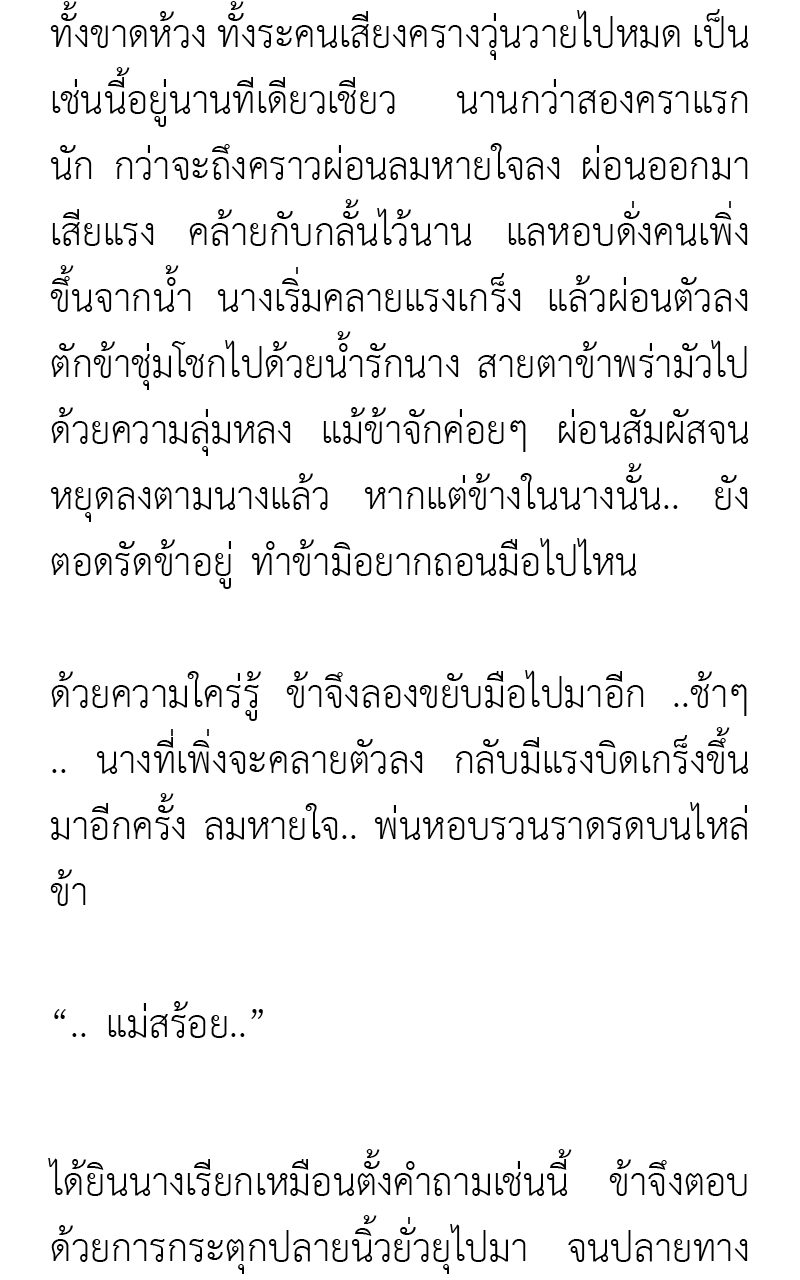 ทั้งขาดห้วง ทั้งระคนเสียงครางวุ่นวายไปหมด เป็น
เช่นนี้อยู่นานทีเดียวเชียว นานกว่าสองคราแรก
นัก กว่าจะถึงคราวผ่อนลมหายใจลง ผ่อนออกมา
เสียแรง คล้ายกับกลั้นไว้นาน แลหอบดั่งคนเพิ่ง
ขึ้นจากน้ำ นางเริ่มคลายแรงเกร็ง แล้วผ่อนตัวลง
ตักข้าชุ่มโชกไปด้วยน้ำรักนาง สายตาข้าพร่ามัวไป
ด้วยความลุ่มหลง แม้ข้าจักค่อยๆ ผ่อนสัมผัสจน
หยุดลงตามนางแล้ว หากแต่ข้างในนางนั้น.. ยัง
ตอดรัดข้าอยู่ ทำข้ามิอยากถอนมือไปไหน
ด้วยความใคร่รู้ ข้าจึงลองขยับมือไปมาอีก ..ช้าๆ
.. นางที่เพิ่งจะคลายตัวลง กลับมีแรงบิดเกร็งขึ้น
มาอีกครั้ง ลมหายใจ.. พ่นหอบรวนราดรดบนไหล่
ข้า
“.. แม่สร้อย..”
ได้ยินนางเรียกเหมือนตั้งคำถามเช่นนี้ ข้าจึงตอบ
ด้วยการกระตุกปลายนิ้วยั่วยุไปมา จนปลายทาง